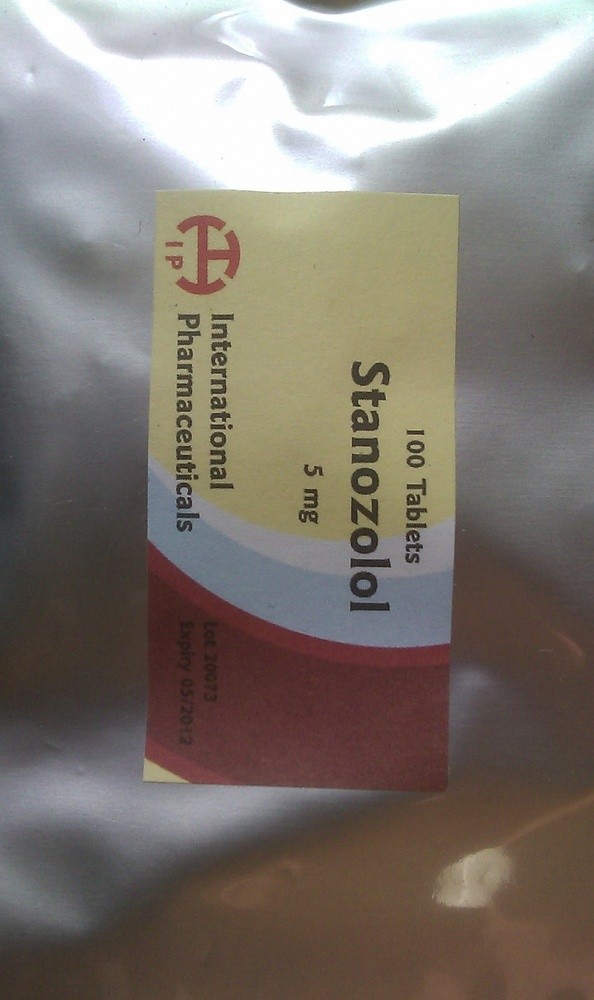 100 Tablets
Stanozolol
5 mg
International
Pharmaceuticals
IP
Lot 20073
Expiry 05/2012